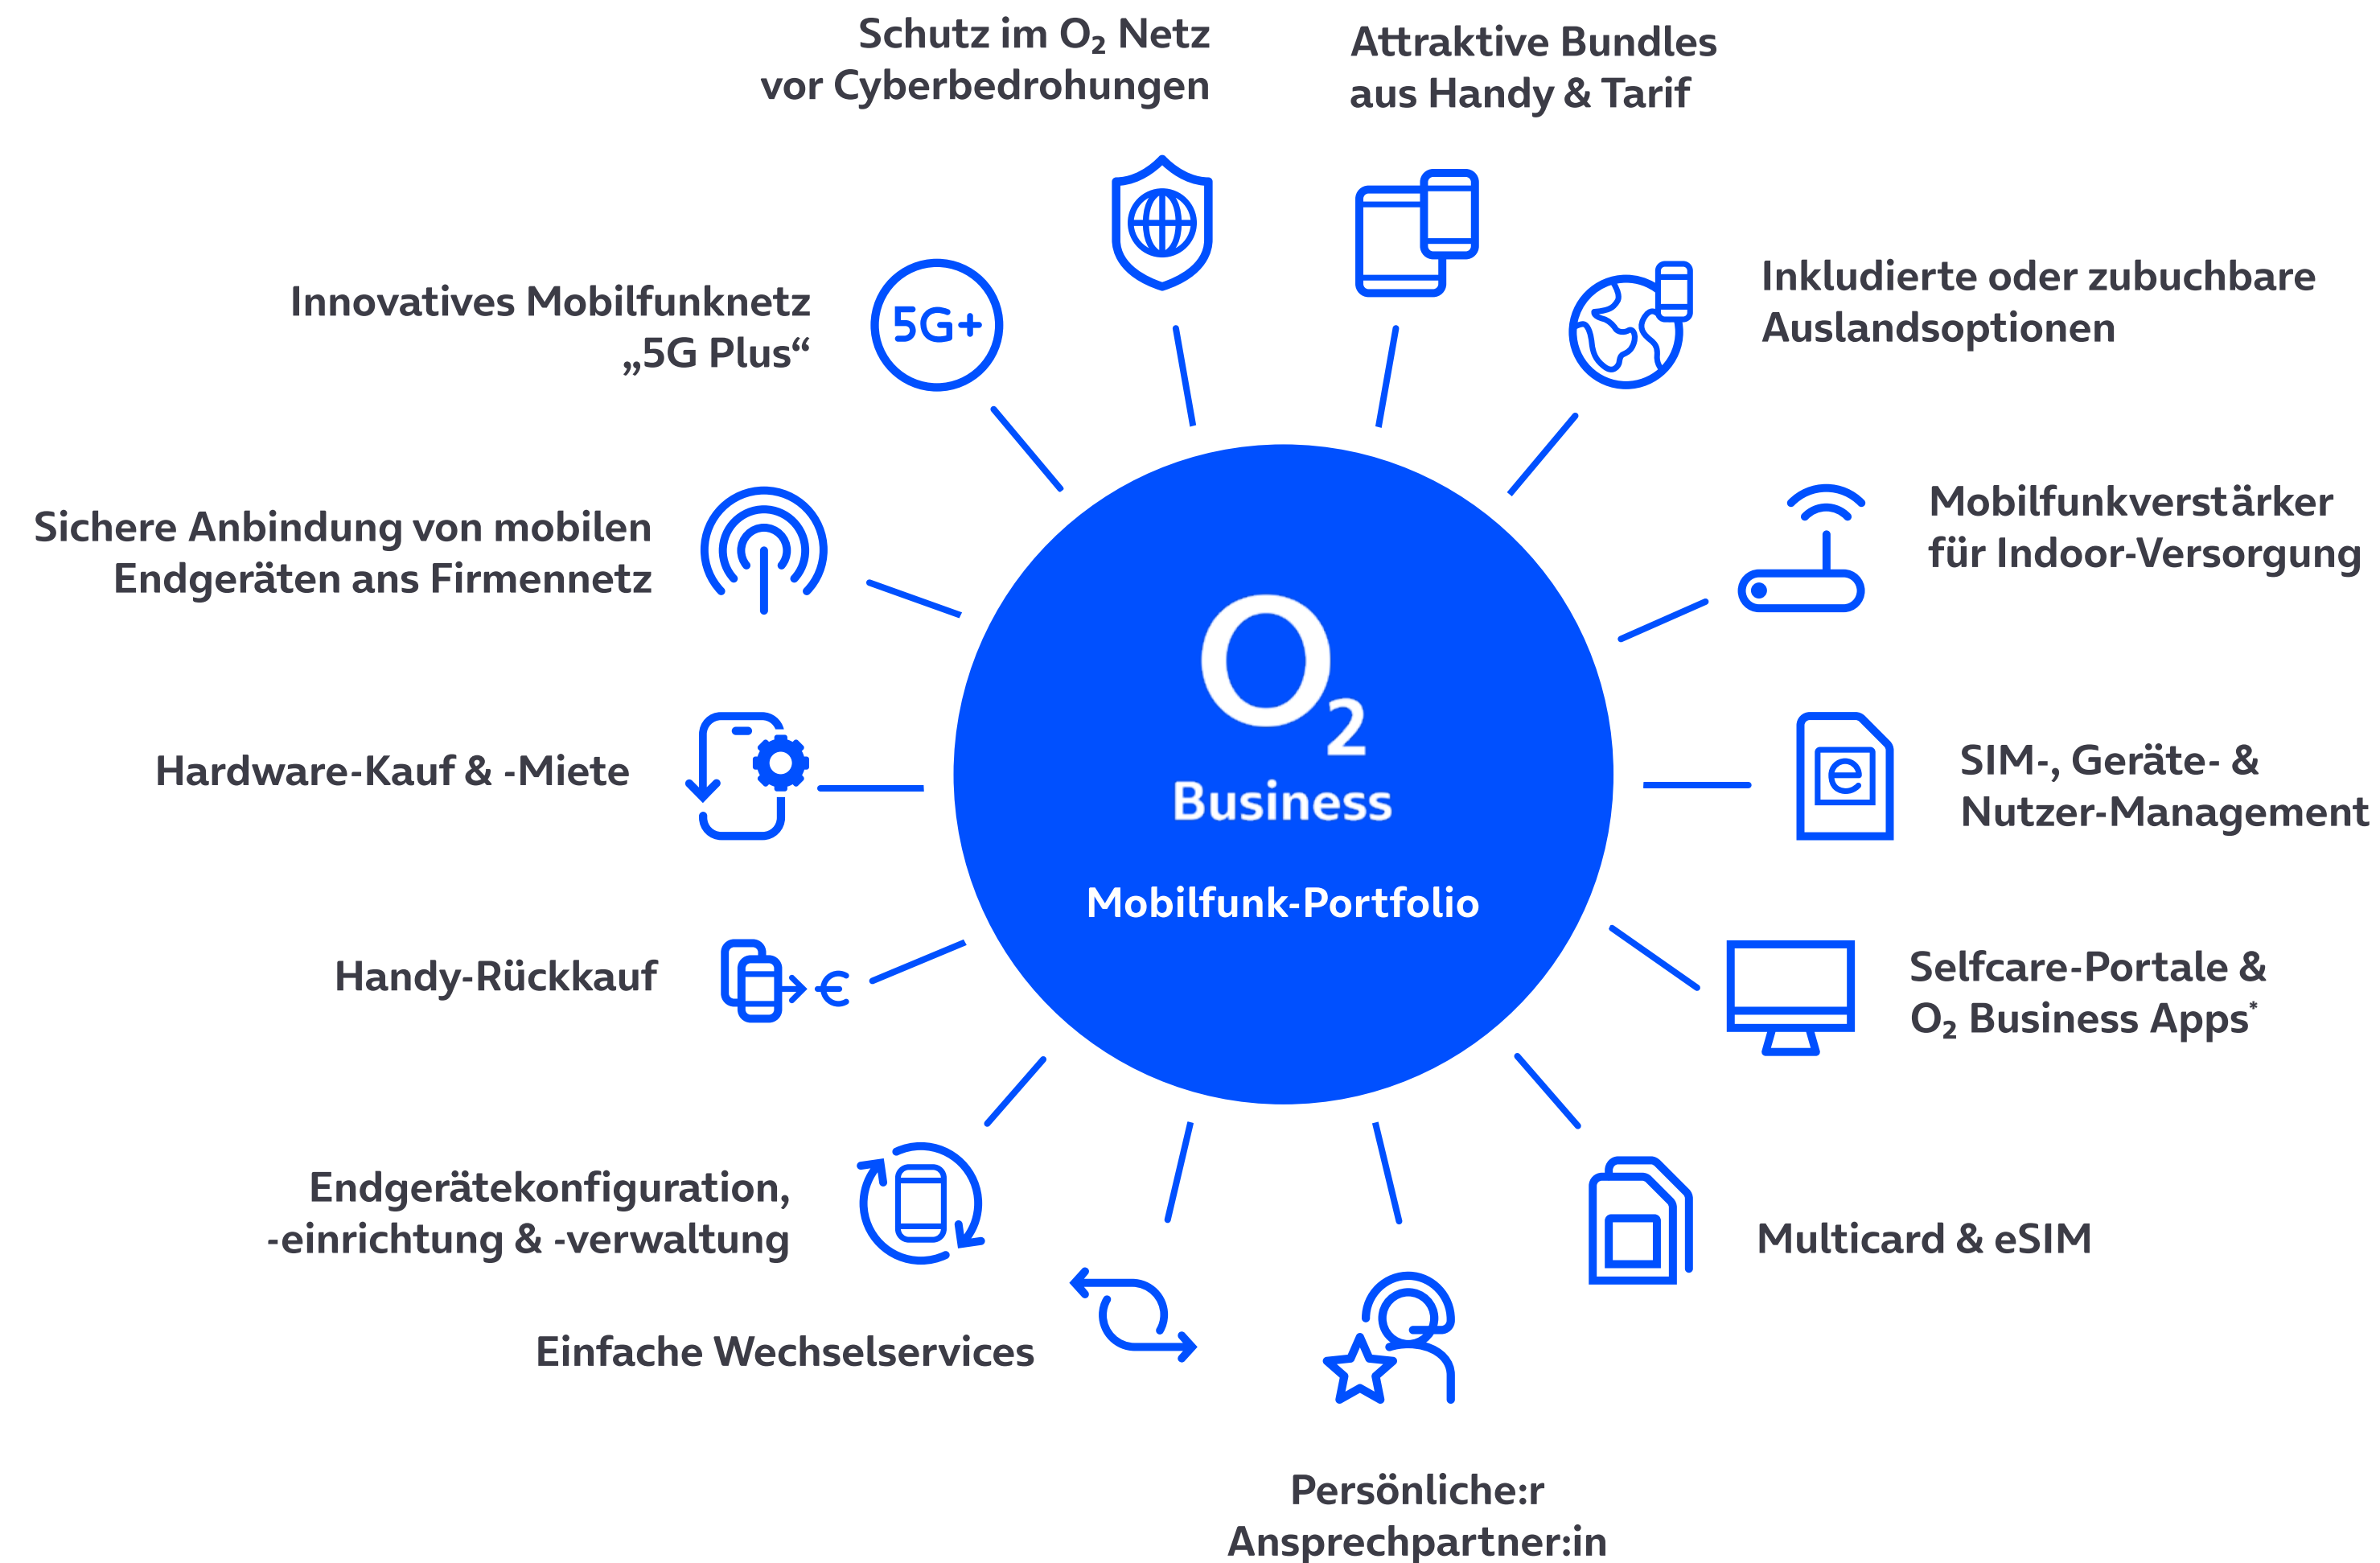 Schutz im O₂ Netz
vor Cyberbedrohungen
Attraktive Bundles
aus Handy & Tarif
Inkludierte oder zubuchbare
Auslandsoptionen
Mobilfunkverstärker
für Indoor-Versorgung
SIM-, Geräte- &
Nutzer-Management
Selfcare-Portale &
O₂ Business Apps*
Multicard & eSIM
Persönliche:r
Ansprechpartner:in
Einfache Wechselservices
Endgerätekonfiguration,
-einrichtung & -verwaltung
Handy-Rückkauf
€
Hardware-Kauf & -Miete
Sichere Anbindung von mobilen
Endgeräten ans Firmennetz
Innovatives Mobilfunknetz
„5G Plus“
5G+
e
O₂
Business
Mobilfunk-Portfolio